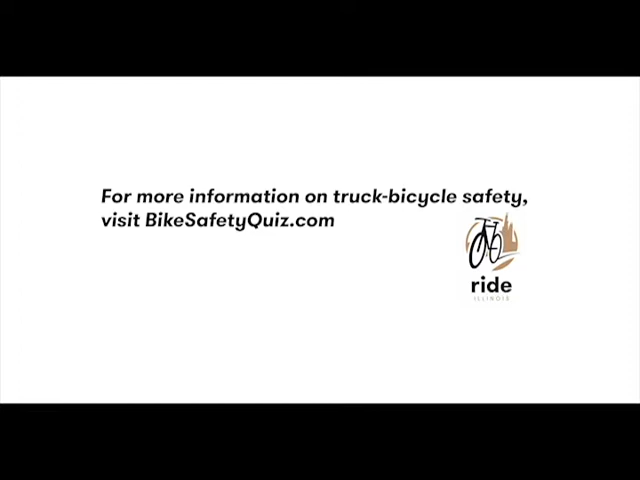 For more information on truck-bicycle safety,
visit BikeSafetyQuiz.com
ride
ILLINOIS